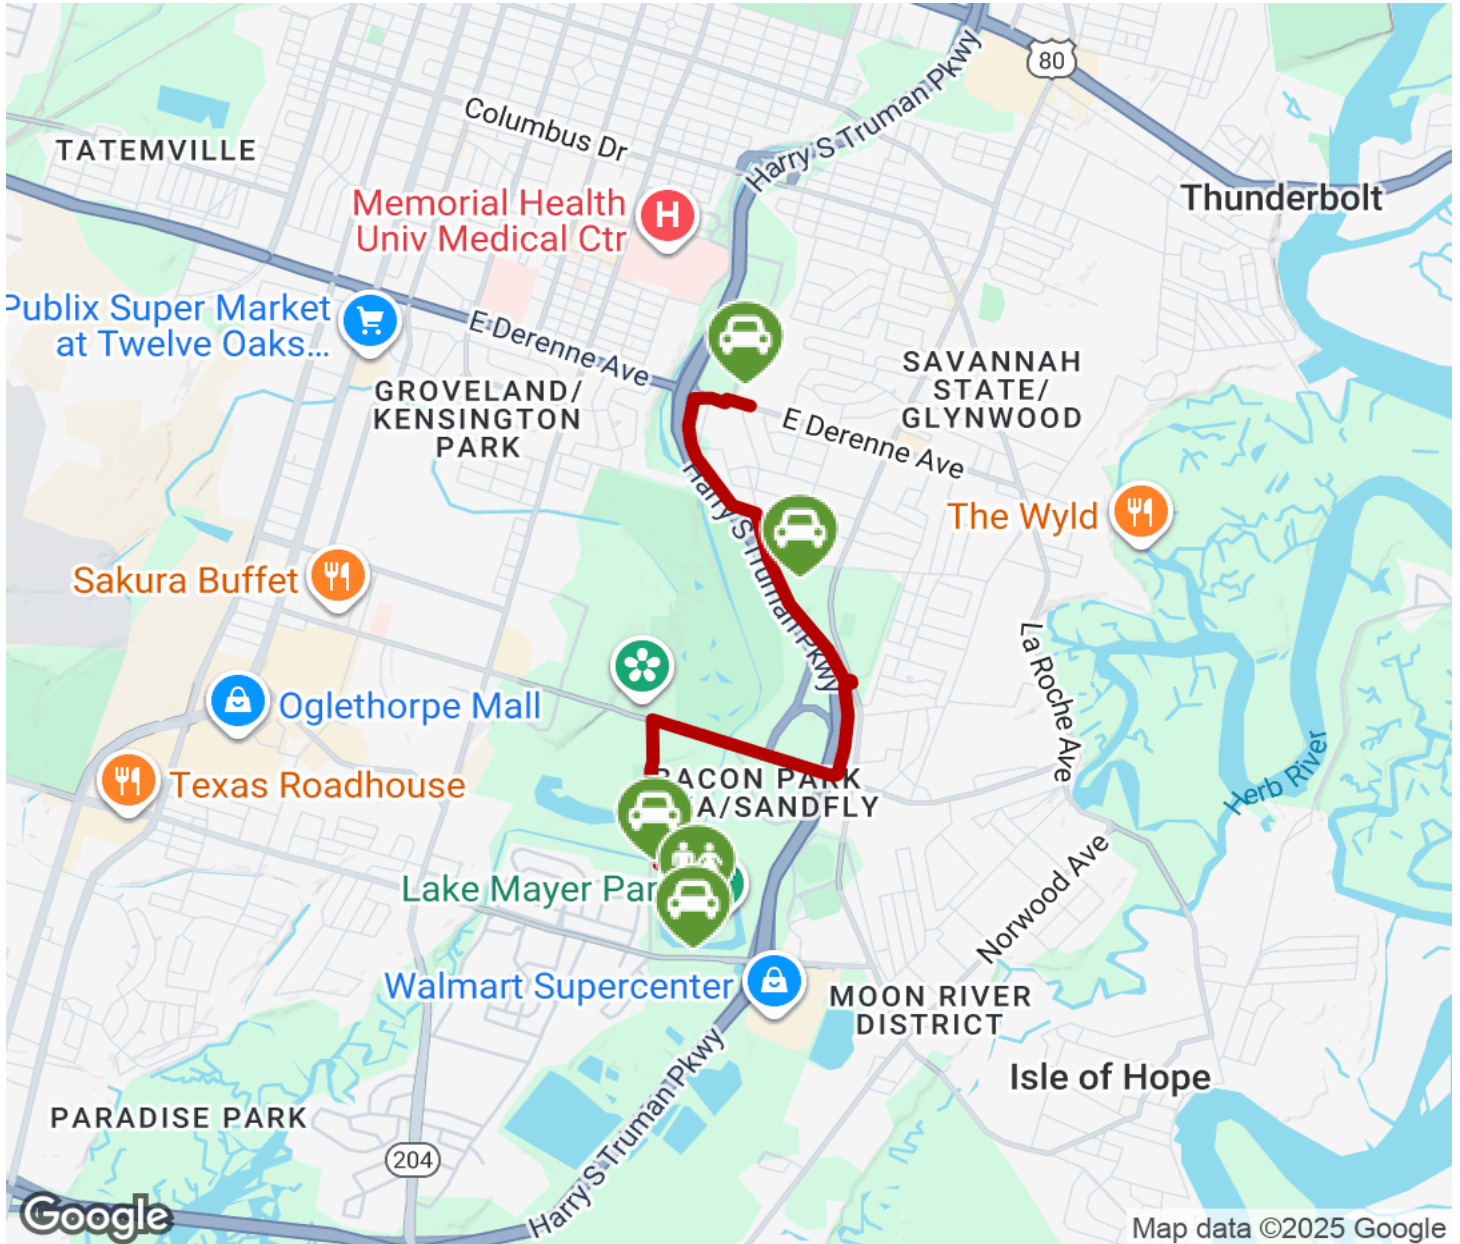 80
Harry S Truman Pkwy
Columbus Dr
TATEMVILLE
Thunderbolt
Memorial Health
Univ Medical Ctr
H
Publix Super Market
at Twelve Oaks...
E Derenne Ave
SAVANNAH
STATE/
GLYNWOOD
GROVELAND/
KENSINGTON
PARK
E Derenne Ave
Harry S Truman Pkwy
The Wyld
Sakura Buffet
La Roche Ave
Oglethorpe Mall
Herb River
Texas Roadhouse
BACON PARK
A/SANDFLY
Lake Mayer Par
Norwood Ave
Walmart Supercenter
MOON RIVER
DISTRICT
Isle of Hope
Harry S Truman Pkwy
PARADISE PARK
204
Google
Map data ©2025 Google